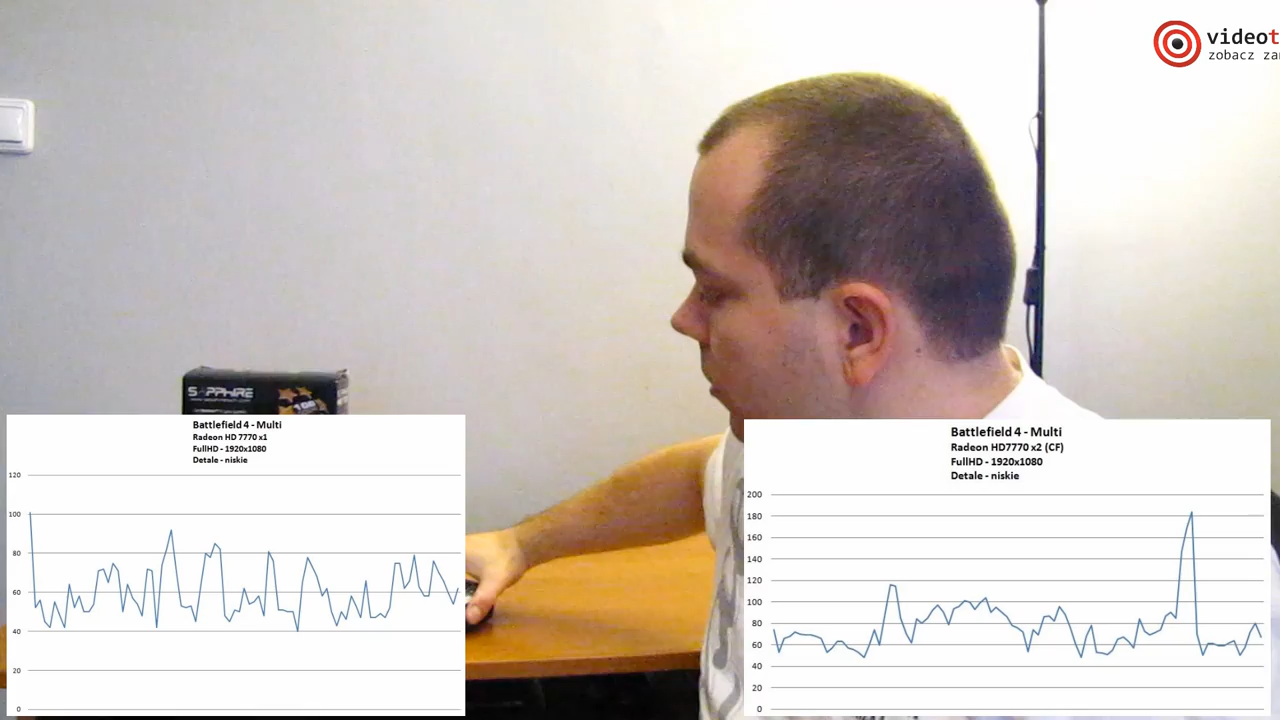 videot
zobacz zar
SAPPHIRE
Battlefield 4 - Multi
Radeon HD 7770 x1
FullHD - 1920x1080
Detale - niskie
120
100
80
60
40
20
0
Battlefield 4 - Multi
Radeon HD7770 x2 (CF)
FullHD - 1920x1080
Detale - niskie
200
180
160
140
120
100
80
60
40
20
0